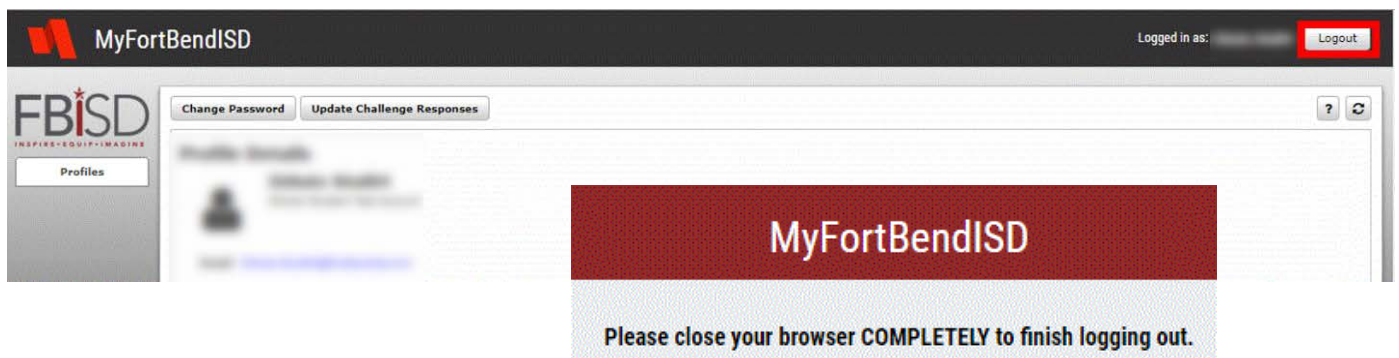 MyFortBendISD
Logged in as:
Logout
FBISD
INSPIRE•EQUIP•IMAGINE
Change Password
Update Challenge Responses
?
Profiles
MyFortBendISD
Please close your browser COMPLETELY to finish logging out.